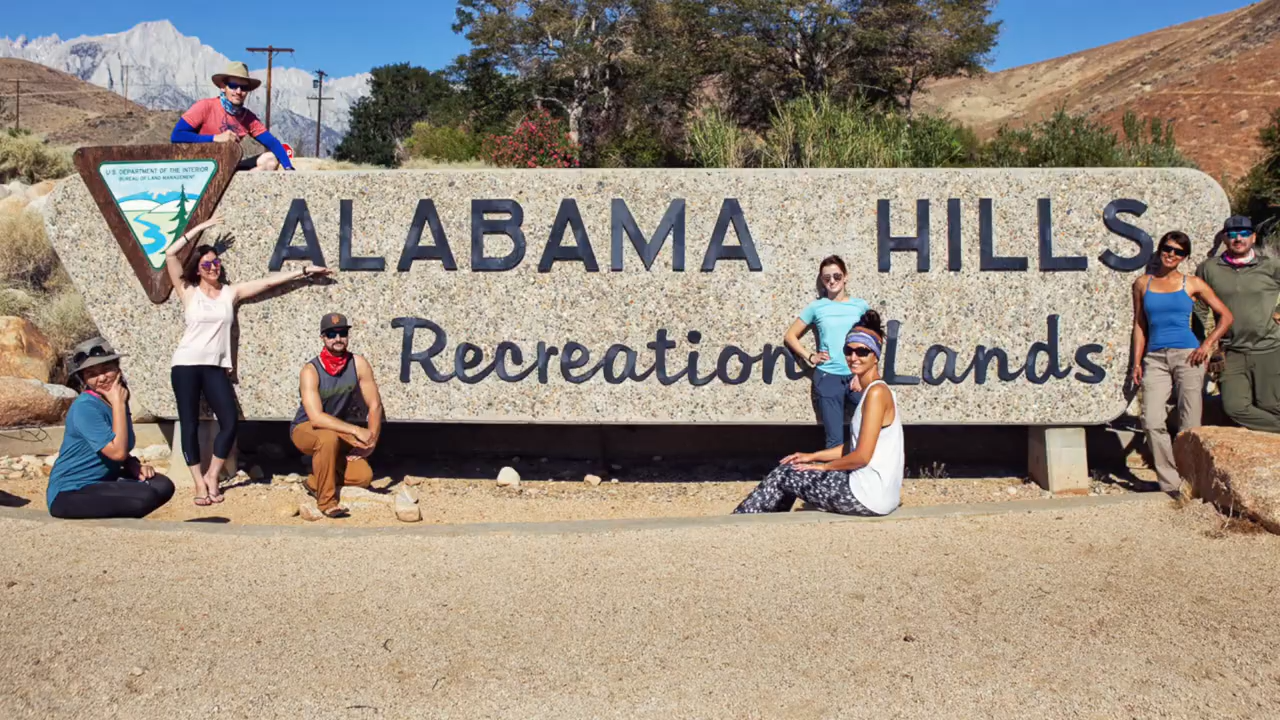 U.S. DEPARTMENT OF THE INTERIOR
BUREAU OF LAND MANAGEMENT
ALABAMA HILLS
Recreation Lands